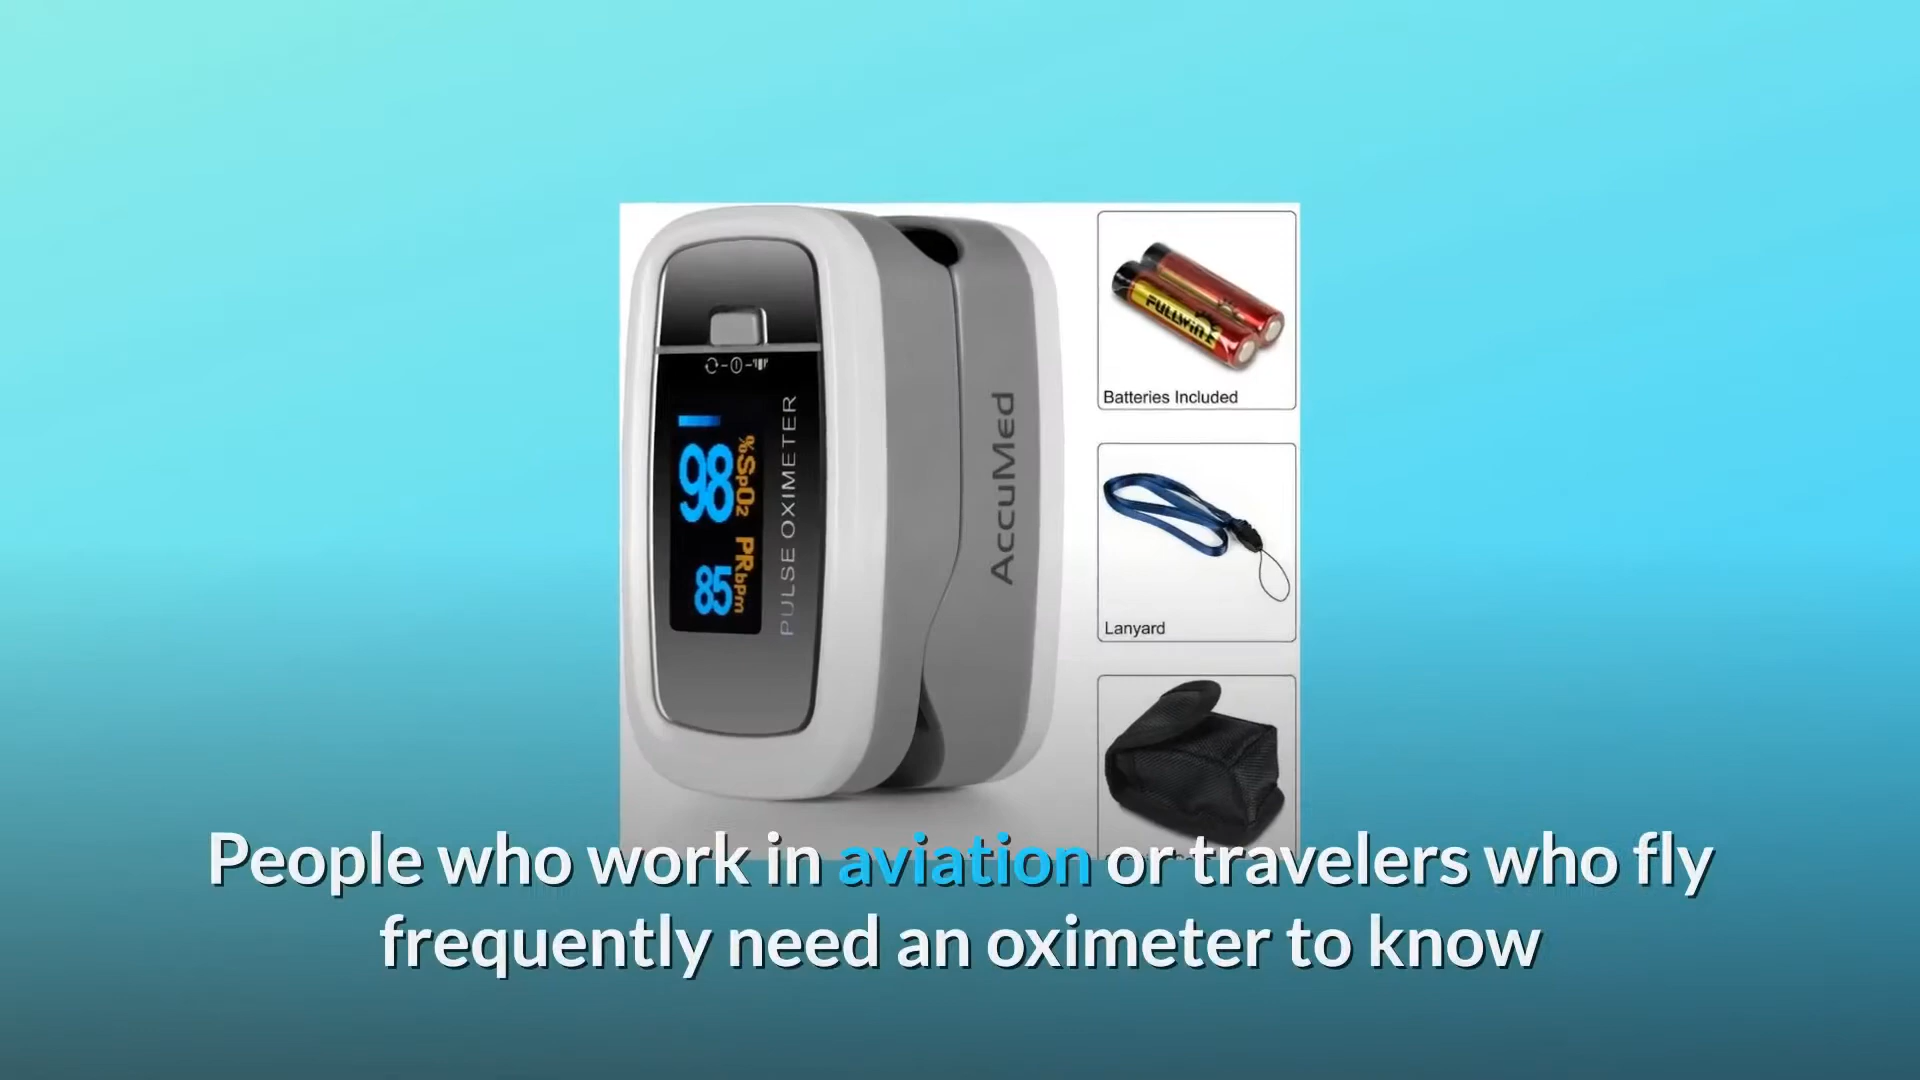 98
%SpO2
85
PRbpm
PULSE OXIMETER
AccuMed
FULLWINZ
Batteries Included
Lanyard
People who work in aviation or travelers who fly
frequently need an oximeter to know